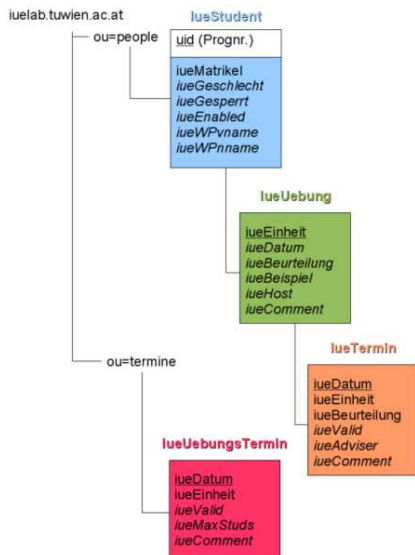 iuelab.tuwien.ac.at
IueStudent
ou=people
uid (Prognr.)
iueMatrikel
iueGeschlecht
iueGesperrt
iueEnabled
iueWPvname
iueWPnname
IueUebung
iueEinheit
iueDatum
iueBeurteilung
iueBeispiel
iueHost
iueComment
ou=termine
IueTermin
iueDatum
iueEinheit
iueBeurteilung
iueValid
iueAdviser
iueComment
IueUebungsTermin
iueDatum
iueEinheit
iueValid
iueMaxStuds
iueComment